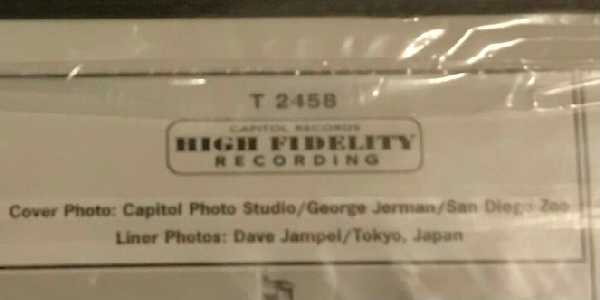 T 2458
CAPITOL RECORDS
HIGH FIDELITY
RECORDING
Cover Photo: Capitol Photo Studio/George Jerman/San Diego Zoo
Liner Photos: Dave Jampel/Tokyo, Japan